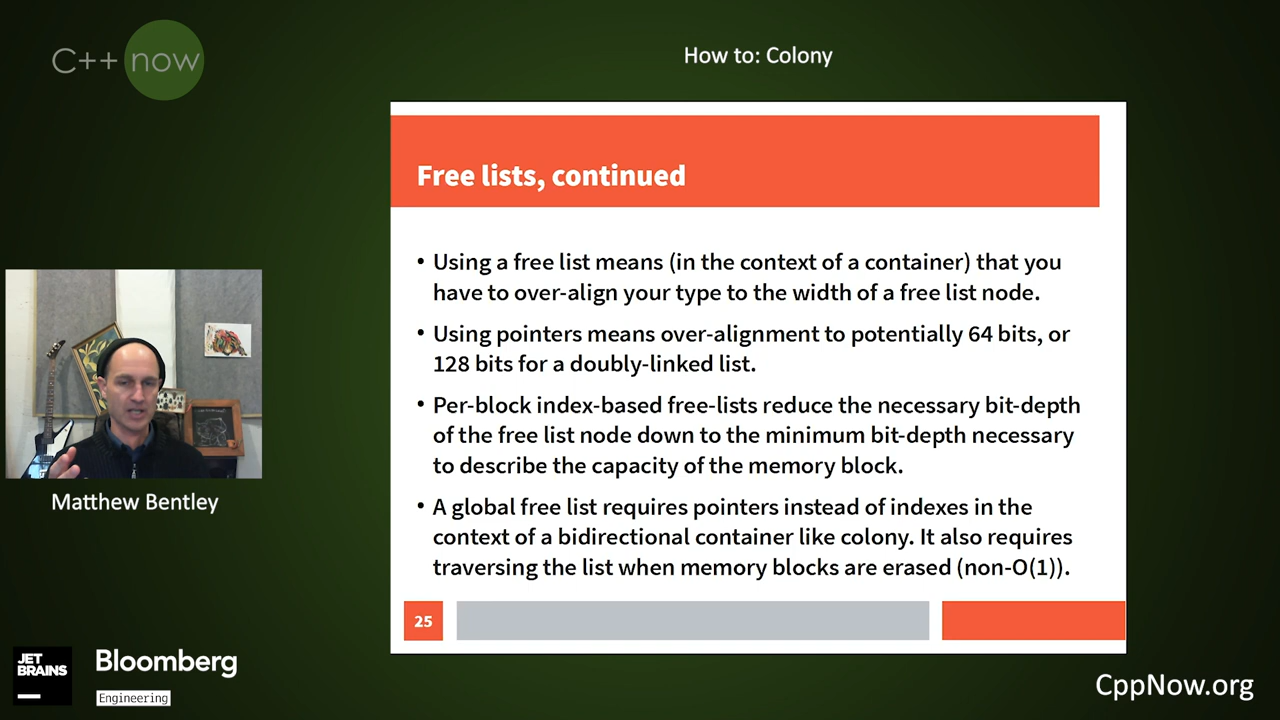 C++ now
How to: Colony
Free lists, continued
• Using a free list means (in the context of a container) that you
have to over-align your type to the width of a free list node.
• Using pointers means over-alignment to potentially 64 bits, or
128 bits for a doubly-linked list.
• Per-block index-based free-lists reduce the necessary bit-depth
of the free list node down to the minimum bit-depth necessary
to describe the capacity of the memory block.
• A global free list requires pointers instead of indexes in the
context of a bidirectional container like colony. It also requires
traversing the list when memory blocks are erased (non-O(1)).
25
Matthew Bentley
JET
BRAINS
Bloomberg
Engineering
CppNow.org